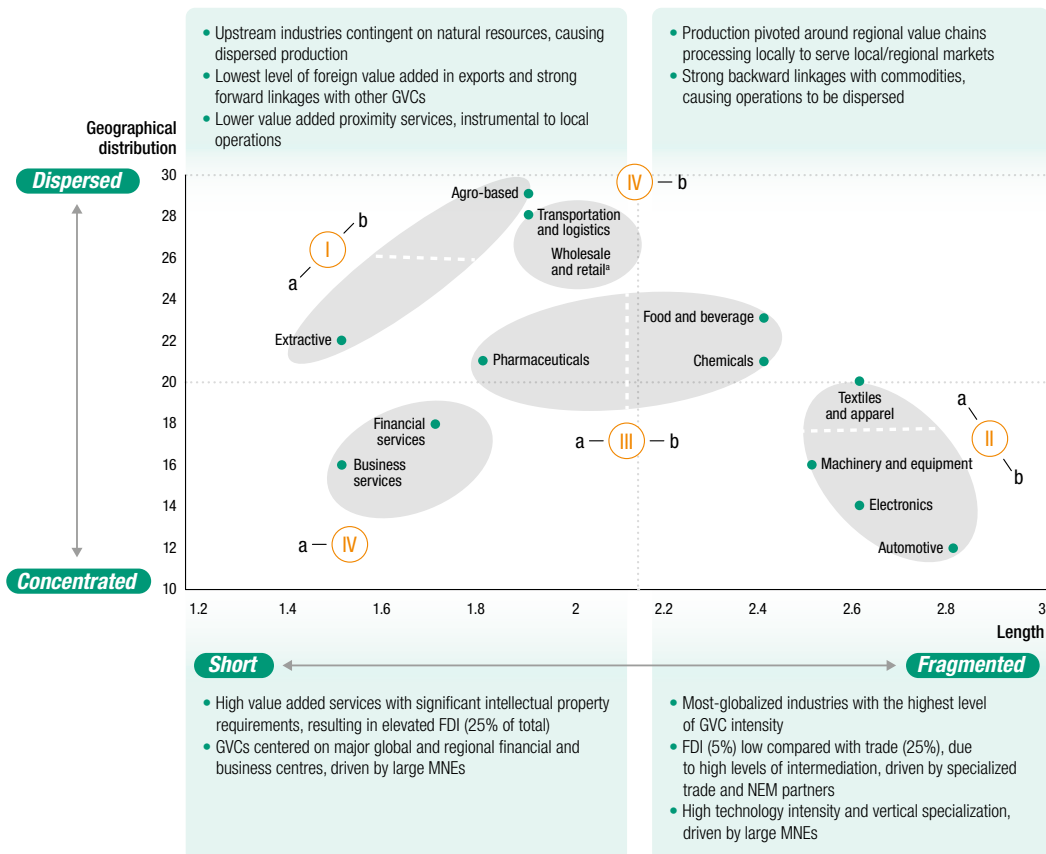 • Upstream industries contingent on natural resources, causing
dispersed production
• Lowest level of foreign value added in exports and strong
forward linkages with other GVCs
• Lower value added proximity services, instrumental to local
operations
• Production pivoted around regional value chains
processing locally to serve local/regional markets
• Strong backward linkages with commodities,
causing operations to be dispersed
Geographical
distribution
Dispersed
Concentrated
30
28
26
24
22
20
18
16
14
12
10
Agro-based
Transportation
and logistics
Wholesale
and retailᵃ
IV
b
I
a
b
Extractive
Food and beverage
Pharmaceuticals
Chemicals
a
III
b
Textiles
and apparel
a
II
b
Financial
services
Business
services
a
IV
Machinery and equipment
Electronics
Automotive
1.2
1.4
1.6
1.8
2
2.2
2.4
2.6
2.8
3
Length
Short
Fragmented
• High value added services with significant intellectual property
requirements, resulting in elevated FDI (25% of total)
• GVCs centered on major global and regional financial and
business centres, driven by large MNEs
• Most-globalized industries with the highest level
of GVC intensity
• FDI (5%) low compared with trade (25%), due
to high levels of intermediation, driven by specialized
trade and NEM partners
• High technology intensity and vertical specialization,
driven by large MNEs